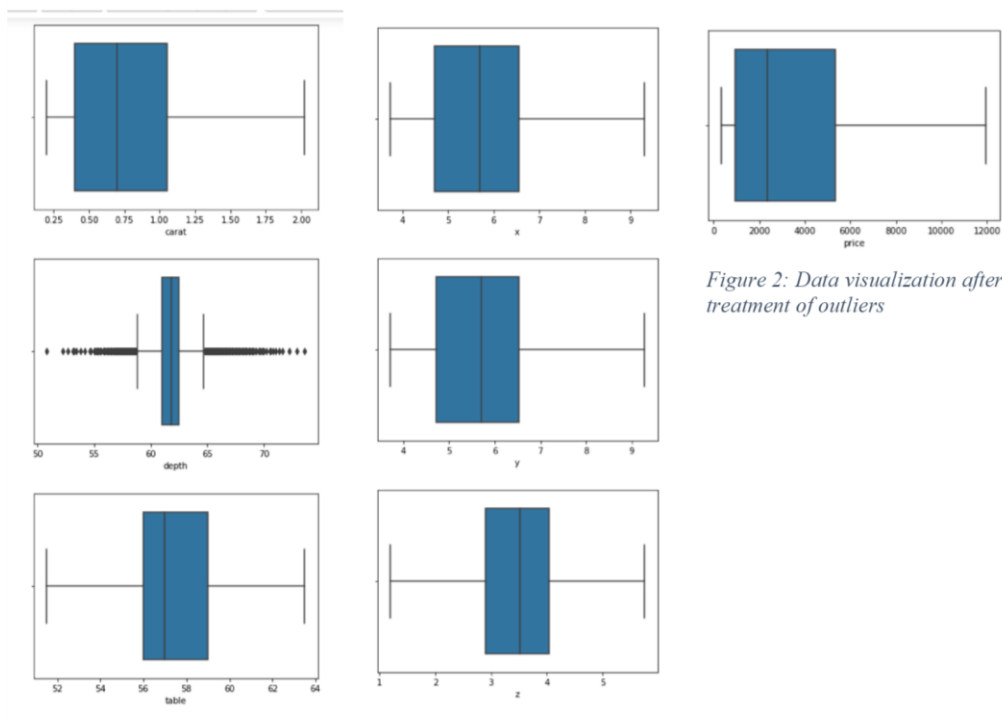 0.25 0.50 0.75 1.00 1.25 1.50 1.75 2.00
carat
4 5 6 7 8 9
x
0 2000 4000 6000 8000 10000 12000
price
Figure 2: Data visualization after
treatment of outliers
50 55 60 65 70
depth
4 5 6 7 8 9
y
52 54 56 58 60 62 64
table
1 2 3 4 5
z